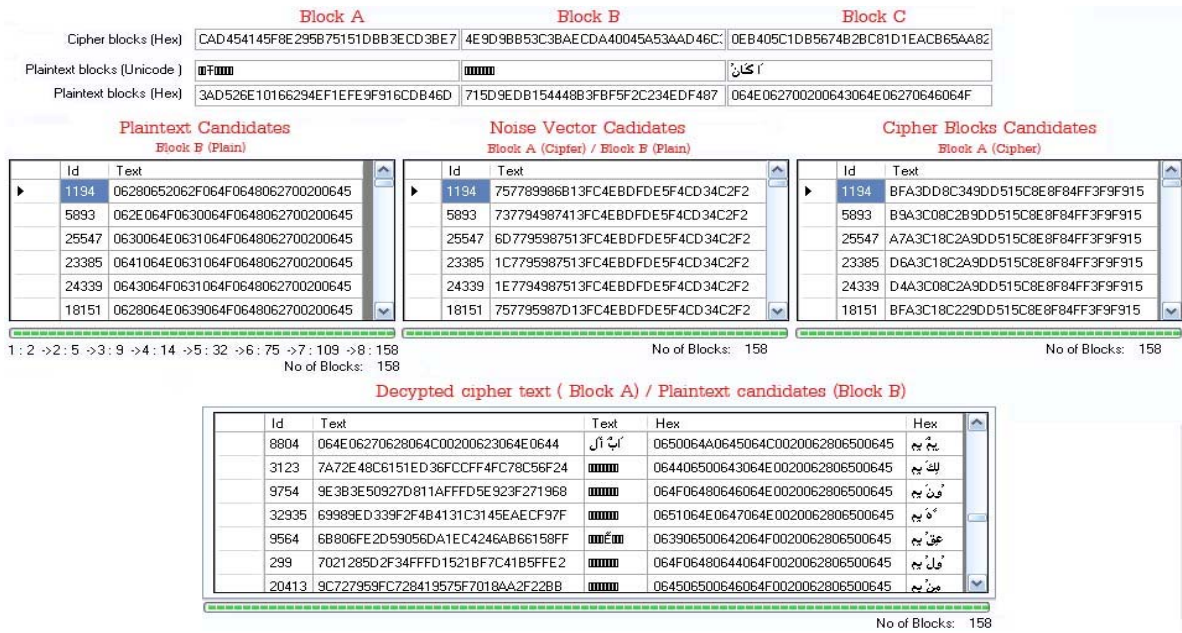 Block A Block B Block C
Cipher blocks (Hex) CAD454145F8E295B75151DBB3ECD3BE7 4E9D9BB53C3BAECDA40045A53AAD46C 0EB405C1DB5674B2BC81D1EACB65AA82
Plaintext blocks (Unicode ) َا كَانُ
Plaintext blocks (Hex) 3AD526E10166294EF1EFE9F916CDB46D 715D9EDB154448B3FBF5F2C234EDF487 064E062700200643064E06270646064F
Plaintext Candidates Noise Vector Cadidates Cipher Blocks Candidates
Block B (Plain) Block A (Cipfer) / Block B (Plain) Block A (Cipher)
Id Text Id Text Id Text
1194 06280652062F064F0648062700200645 1194 757789986B13FC4EBDFDE5F4CD34C2F2 1194 BFA3DD8C349DD515C8E8F84FF3F9F915
5893 062E064F0630064F0648062700200645 5893 737794987413FC4EBDFDE5F4CD34C2F2 5893 B9A3C08C2B9DD515C8E8F84FF3F9F915
25547 0630064E0631064F0648062700200645 25547 6D7795987513FC4EBDFDE5F4CD34C2F2 25547 A7A3C18C2A9DD515C8E8F84FF3F9F915
23385 0641064E0631064F0648062700200645 23385 1C7795987513FC4EBDFDE5F4CD34C2F2 23385 D6A3C18C2A9DD515C8E8F84FF3F9F915
24339 0643064F0631064F0648062700200645 24339 1E7794987513FC4EBDFDE5F4CD34C2F2 24339 D4A3C08C2A9DD515C8E8F84FF3F9F915
18151 0628064E0639064F0648062700200645 18151 757795987D13FC4EBDFDE5F4CD34C2F2 18151 BFA3C18C229DD515C8E8F84FF3F9F915
1 : 2 ->2 : 5 ->3 : 9 ->4 : 14 ->5 : 32 ->6 : 75 ->7 : 109 ->8 : 158 No of Blocks: 158 No of Blocks: 158
No of Blocks: 158
Decypted cipher text ( Block A) / Plaintext candidates (Block B)
Id Text Text Hex Hex
8804 064E06270628064C00200623064E0644 َابٌ أَل 0650064A0645064C0020062806500645 ِيمٌ بِم
3123 7A72E48C6151ED36FCCFF4FC78C56F24 064406500643064E0020062806500645 لِكَ بِم
9754 9E3B3E50927D811AFFFD5E923F271968 064F06480646064E0020062806500645 ُونَ بِم
32935 69989ED339F2F4B4131C3145EAECF97F 0651064E0647064E0020062806500645 َّهَ بِم
9564 6B806FE2D59056DA1EC4246AB66158FF 063906500642064F0020062806500645 عِقُ بِم
299 7021285D2F34FFFD1521BF7C41B5FFE2 064F06480644064F0020062806500645 ُولُ بِم
20413 9C727959FC728419575F7018AA2F22BB 064506500646064F0020062806500645 مِنُ بِم
No of Blocks: 158